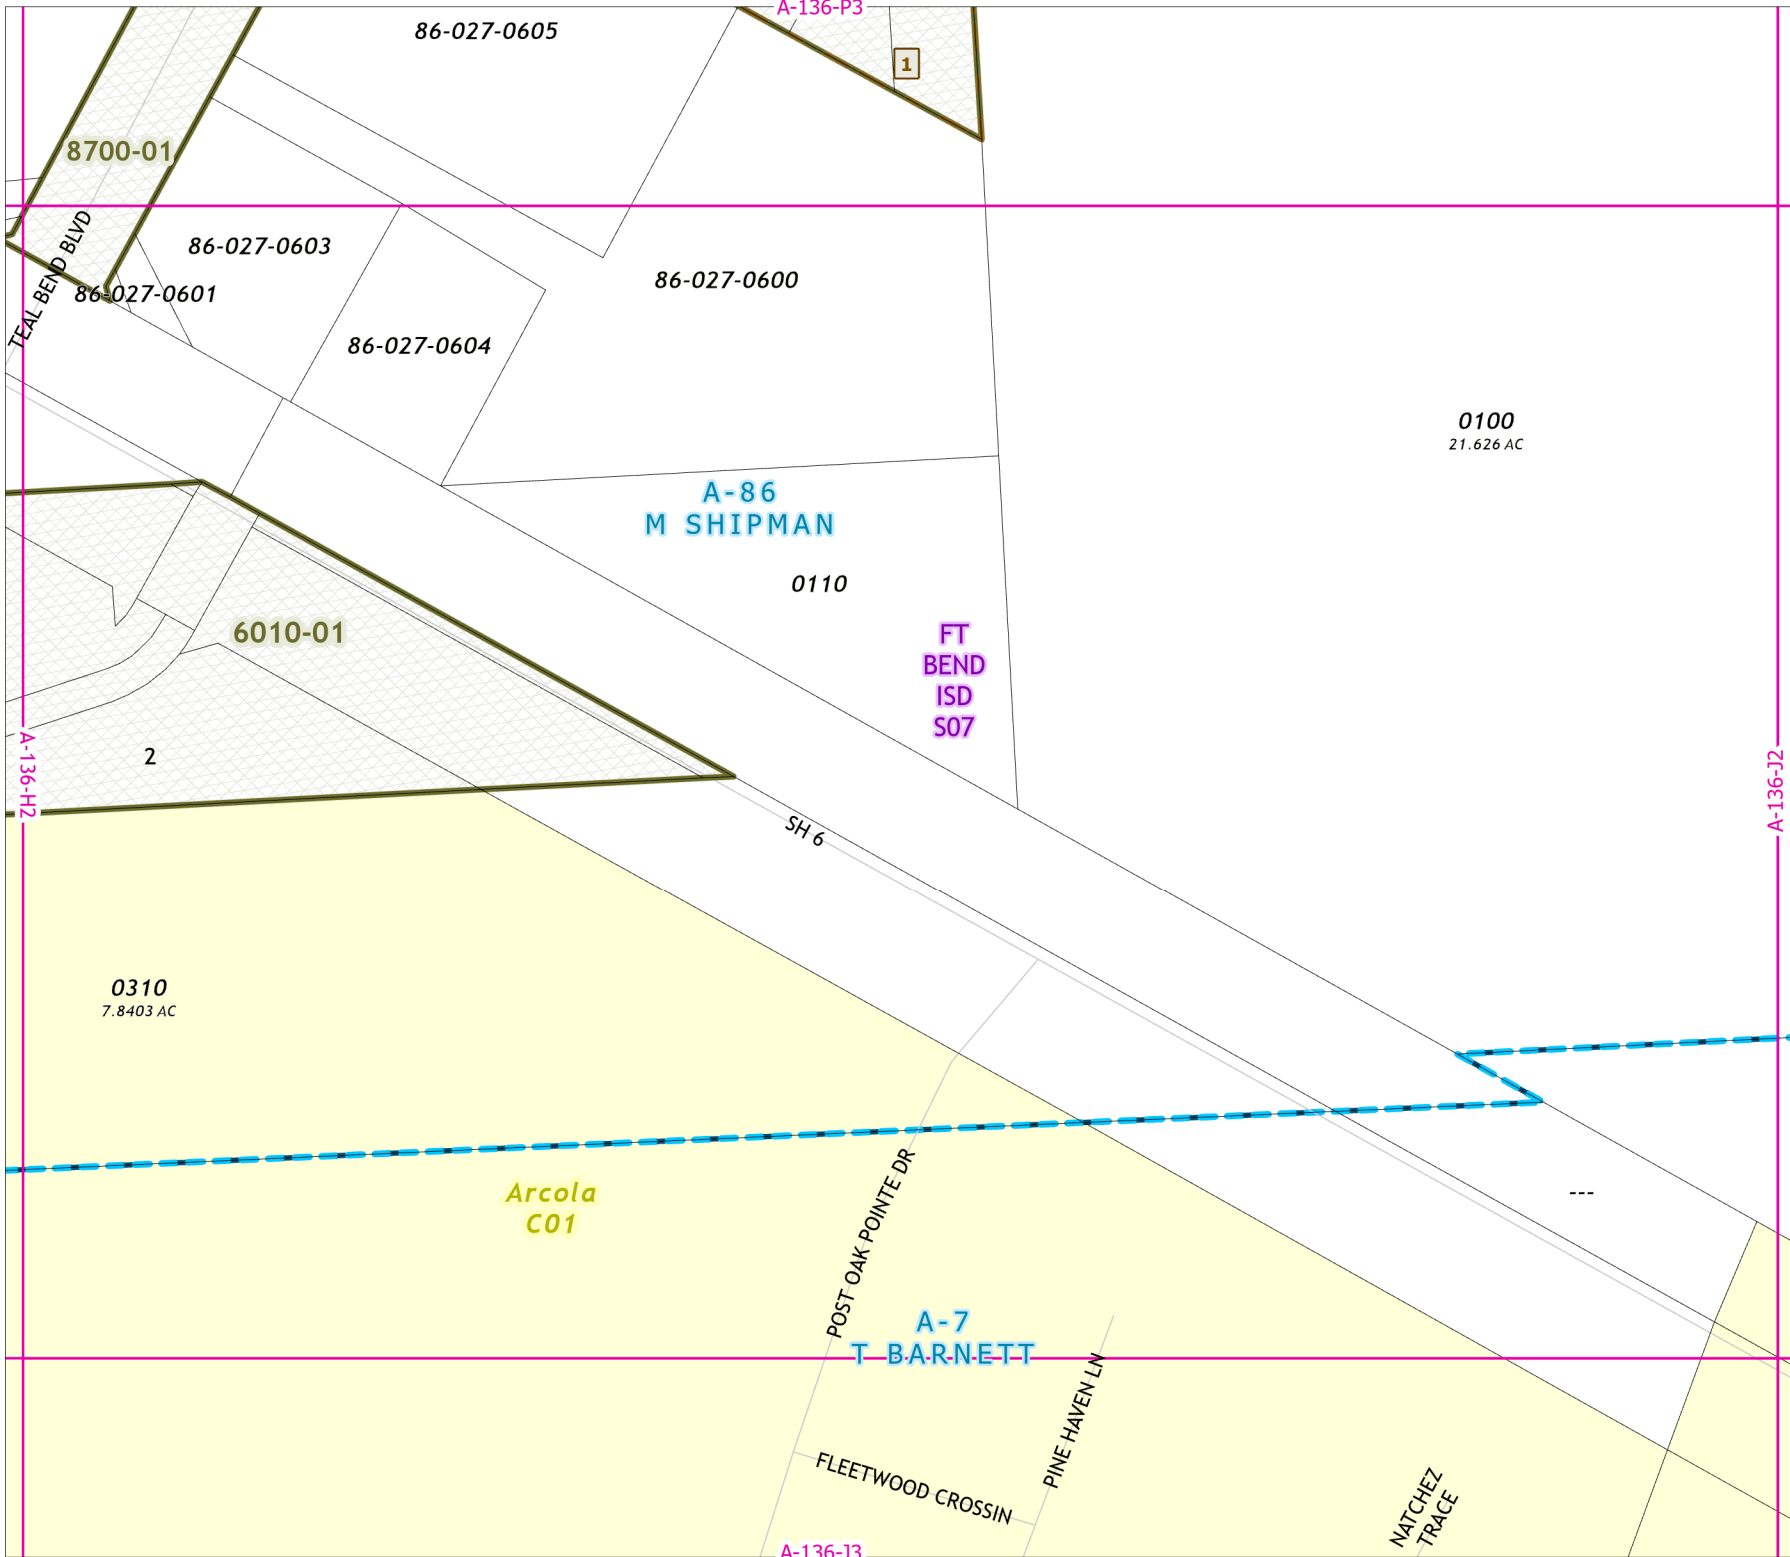 A-136-P3
86-027-0605
1
8700-01
TEAL BEND BLVD
86-027-0603
86-027-0601
86-027-0600
86-027-0604
0100
21.626 AC
A-86
M SHIPMAN
0110
FT
BEND
ISD
S07
6010-01
2
A-136-H2
A-136-J2
SH 6
0310
7.8403 AC
Arcola
C01
---
POST OAK POINTE DR
A-7
T BARNETT
PINE HAVEN LN
FLEETWOOD CROSSIN
NATCHEZ
TRACE
A-136-J3